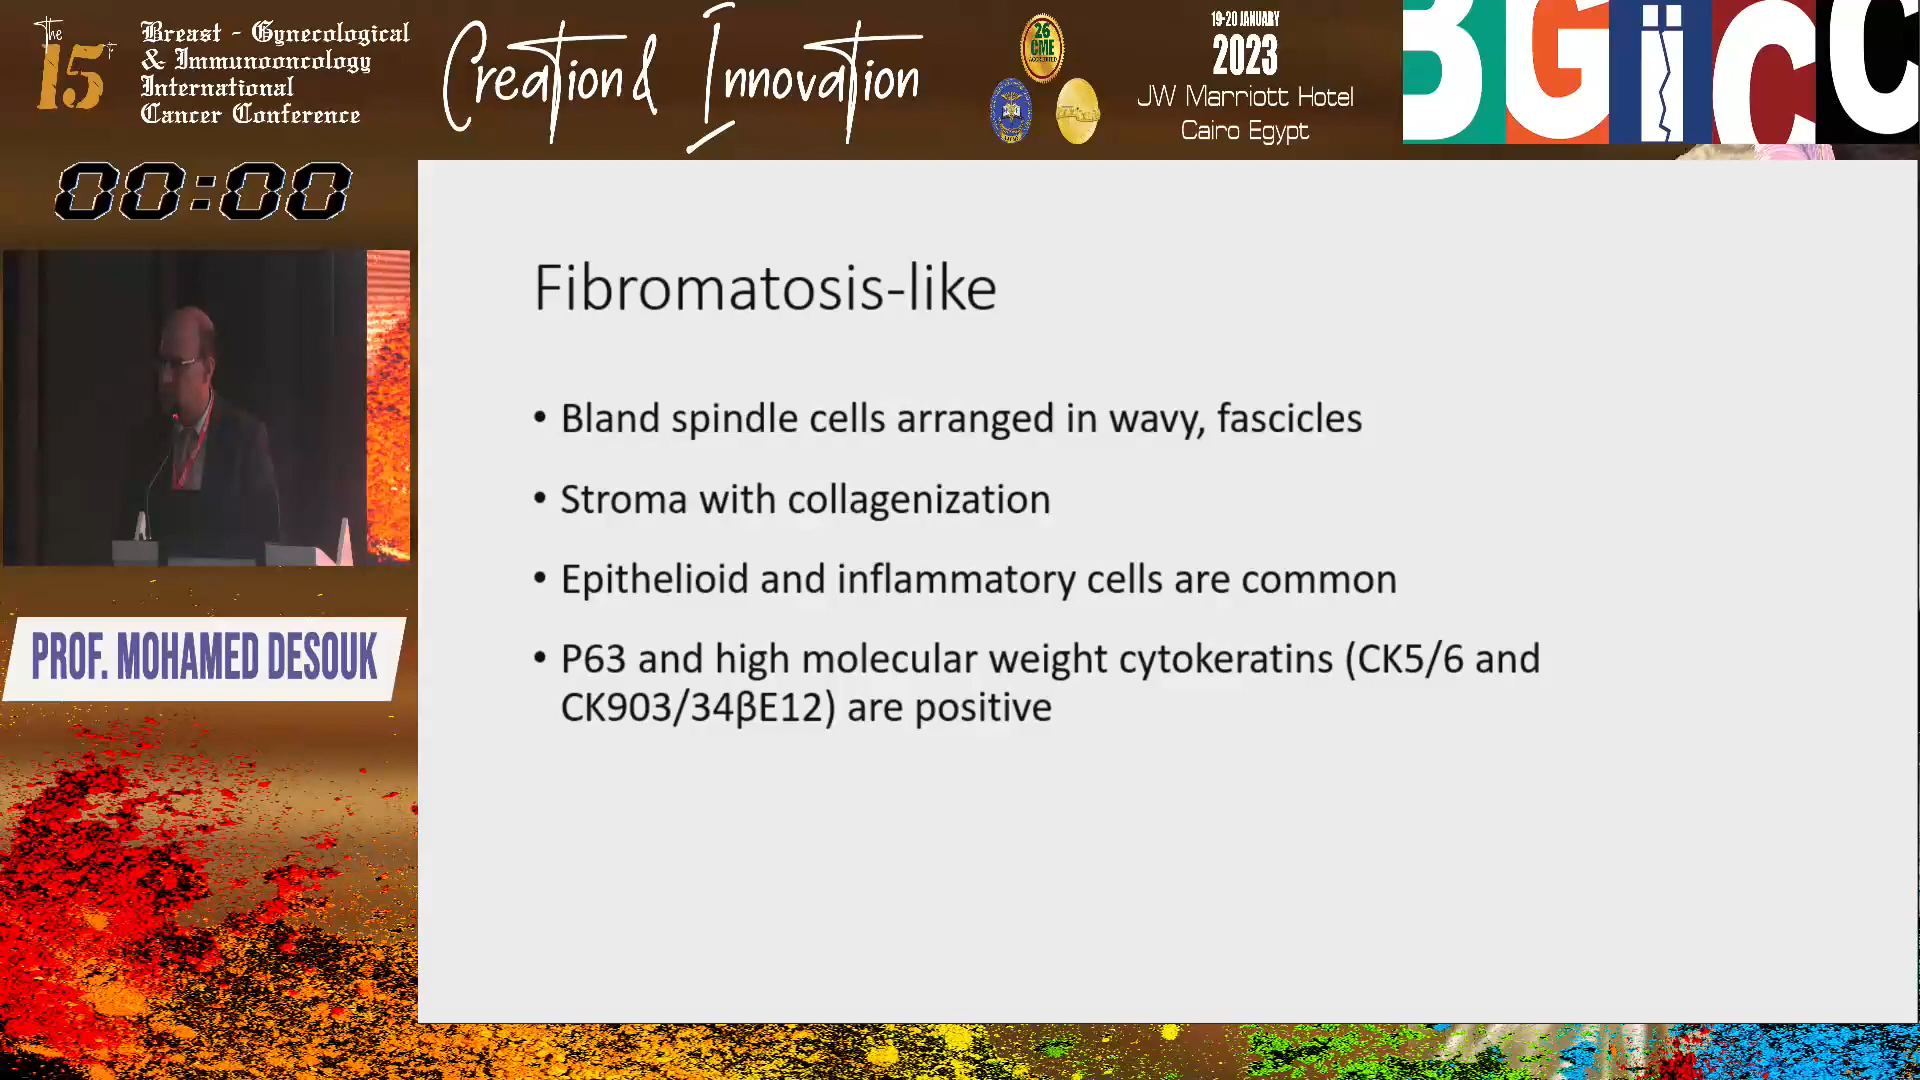 The
15
Breast - Gynecological
& Immunooncology
International
Cancer Conference
Creation & Innovation
26
CME
ACCREDITED
19-20 JANUARY
2023
JW Marriott Hotel
Cairo Egypt
BGiCC
00:00
PROF. MOHAMED DESOUK
Fibromatosis-like
• Bland spindle cells arranged in wavy, fascicles
• Stroma with collagenization
• Epithelioid and inflammatory cells are common
• P63 and high molecular weight cytokeratins (CK5/6 and
CK903/34βE12) are positive